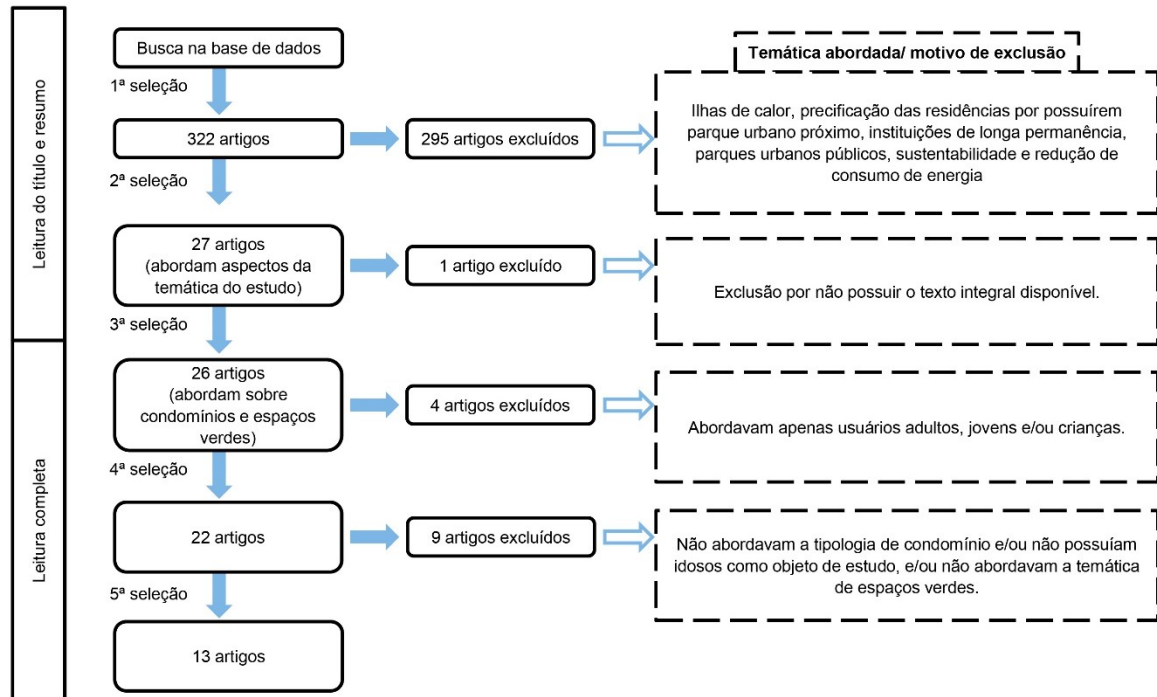 Leitura do título e resumo
Leitura completa
Busca na base de dados
1ª seleção
322 artigos
295 artigos excluídos
Temática abordada/ motivo de exclusão
Ilhas de calor, precificação das residências por possuírem
parque urbano próximo, instituições de longa permanência,
parques urbanos públicos, sustentabilidade e redução de
consumo de energia
2ª seleção
27 artigos
(abordam aspectos da
temática do estudo)
1 artigo excluído
Exclusão por não possuir o texto integral disponível.
3ª seleção
26 artigos
(abordam sobre
condomínios e espaços
verdes)
4 artigos excluídos
Abordavam apenas usuários adultos, jovens e/ou crianças.
4ª seleção
22 artigos
9 artigos excluídos
Não abordavam a tipologia de condomínio e/ou não possuíam
idosos como objeto de estudo, e/ou não abordavam a temática
de espaços verdes.
5ª seleção
13 artigos